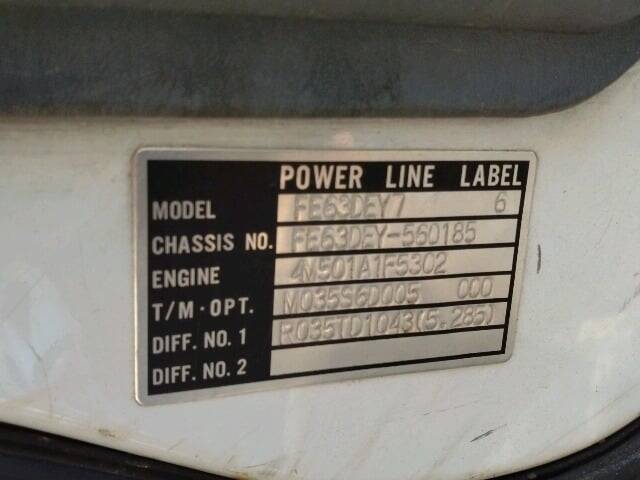 POWER LINE LABEL
MODEL FE63DEY7 6
CHASSIS NO. FE63DEY-560185
ENGINE 4M501A1F5302
T/M·OPT. M035S6D005 000
DIFF. NO. 1 R035TD1043(5.285)
DIFF. NO. 2